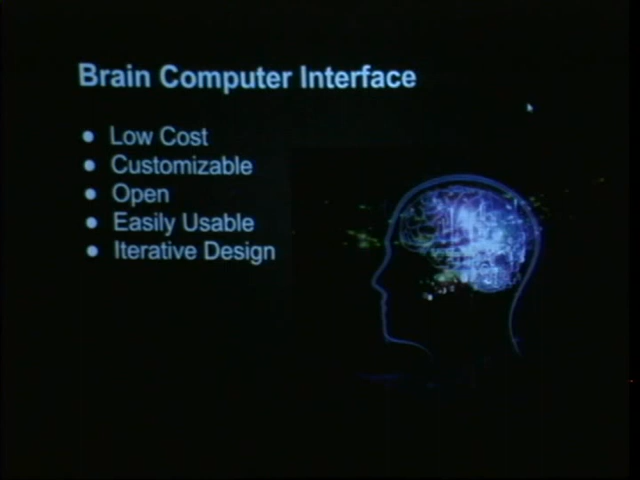 Brain Computer Interface
● Low Cost
● Customizable
● Open
● Easily Usable
● Iterative Design